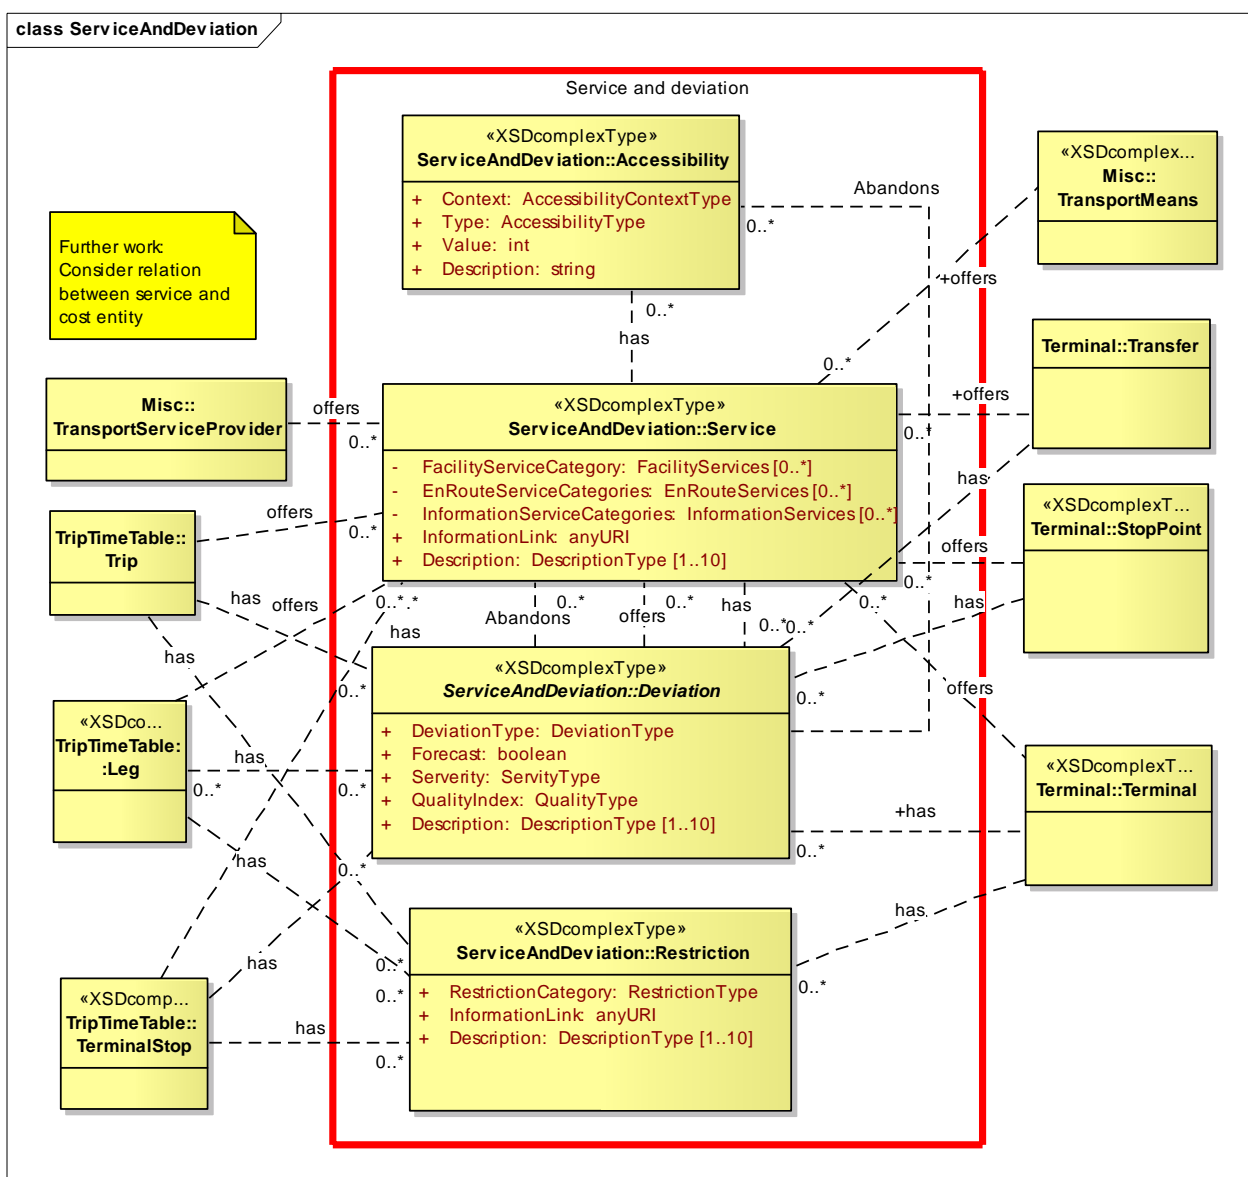 class ServiceAndDeviation
Service and deviation
«XSDcomplexType»
ServiceAndDeviation::Accessibility
+ Context: AccessibilityContextType
+ Type: AccessibilityType
+ Value: int
+ Description: string
Abandons
0..*
0..*
has
«XSDcomplex...
Misc::
TransportMeans
+offers
0..*
Further work:
Consider relation
between service and
cost entity
Terminal::Transfer
+offers
0..*
has
Misc::
TransportServiceProvider
offers
0..*
«XSDcomplexType»
ServiceAndDeviation::Service
- FacilityServiceCategory: FacilityServices [0..*]
- EnRouteServiceCategories: EnRouteServices [0..*]
- InformationServiceCategories: InformationServices [0..*]
+ InformationLink: anyURI
+ Description: DescriptionType [1..10]
«XSDcomplexT...
Terminal::StopPoint
offers
0..*
has
TripTimeTable::
Trip
offers
0..*
has
offers
0..*.*
has
has
0..*
Abandons
0..*
offers
0..*
has
0..*0..*
0..*
offers
0..*
0..*
«XSDcomplexType»
ServiceAndDeviation::Deviation
+ DeviationType: DeviationType
+ Forecast: boolean
+ Serverity: ServityType
+ QualityIndex: QualityType
+ Description: DescriptionType [1..10]
«XSDco...
TripTimeTable:
:Leg
has
0..*
0..*
has
0..*
«XSDcomplexT...
Terminal::Terminal
+has
0..*
has
0..*
«XSDcomplexType»
ServiceAndDeviation::Restriction
+ RestrictionCategory: RestrictionType
+ InformationLink: anyURI
+ Description: DescriptionType [1..10]
«XSDcomp...
TripTimeTable::
TerminalStop
has
0..*
0..*
has
0..*